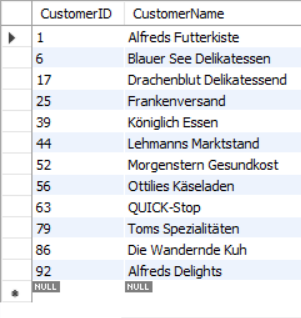 CustomerID CustomerName
1 Alfreds Futterkiste
6 Blauer See Delikatessen
17 Drachenblut Delikatessend
25 Frankenversand
39 Königlich Essen
44 Lehmanns Marktstand
52 Morgenstern Gesundkost
56 Ottilies Käseladen
63 QUICK-Stop
79 Toms Spezialitäten
86 Die Wandernde Kuh
92 Alfreds Delights
NULL NULL